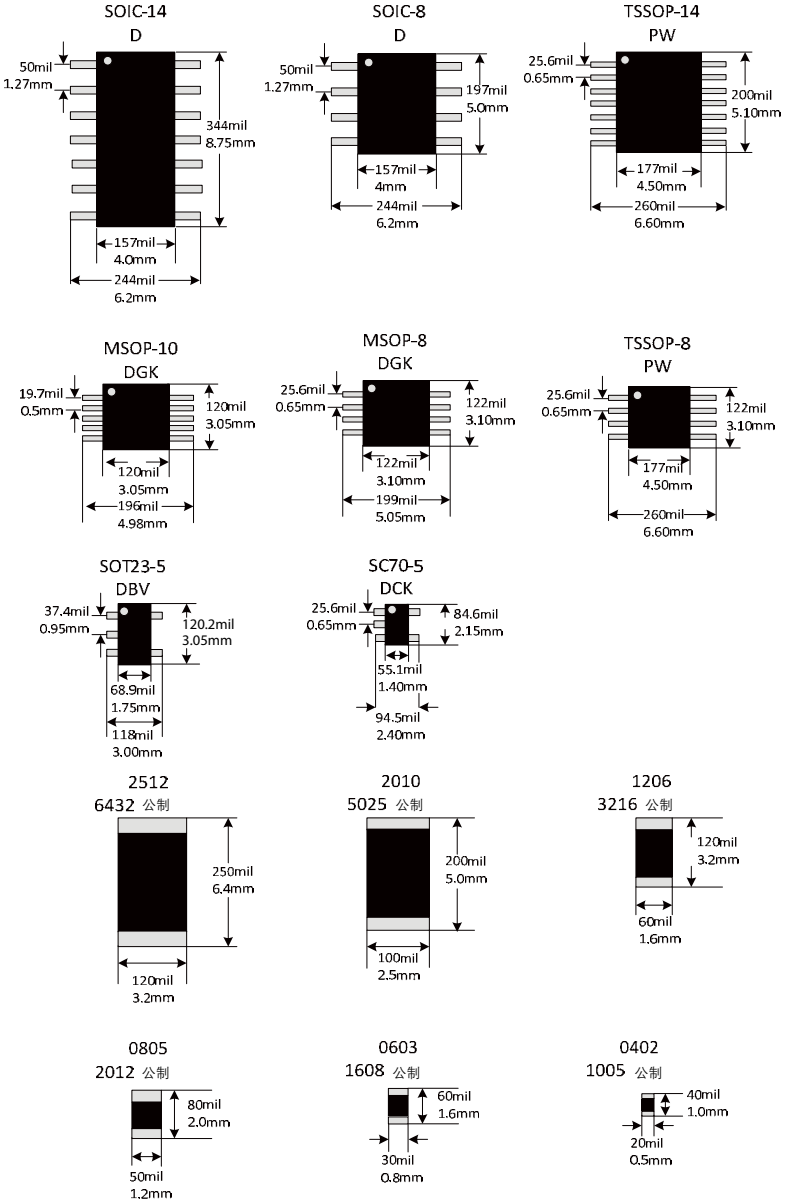 SOIC-14
D
50mil
1.27mm
344mil
8.75mm
157mil
4.0mm
244mil
6.2mm
SOIC-8
D
50mil
1.27mm
197mil
5.0mm
157mil
4mm
244mil
6.2mm
TSSOP-14
PW
25.6mil
0.65mm
200mil
5.10mm
177mil
4.50mm
260mil
6.60mm
MSOP-10
DGK
19.7mil
0.5mm
120mil
3.05mm
120mil
3.05mm
196mil
4.98mm
MSOP-8
DGK
25.6mil
0.65mm
122mil
3.10mm
122mil
3.10mm
199mil
5.05mm
TSSOP-8
PW
25.6mil
0.65mm
122mil
3.10mm
177mil
4.50mm
260mil
6.60mm
SOT23-5
DBV
37.4mil
0.95mm
120.2mil
3.05mm
68.9mil
1.75mm
118mil
3.00mm
SC70-5
DCK
25.6mil
0.65mm
84.6mil
2.15mm
55.1mil
1.40mm
94.5mil
2.40mm
2512
6432 公制
250mil
6.4mm
120mil
3.2mm
2010
5025 公制
200mil
5.0mm
100mil
2.5mm
1206
3216 公制
120mil
3.2mm
60mil
1.6mm
0805
2012 公制
80mil
2.0mm
50mil
1.2mm
0603
1608 公制
60mil
1.6mm
30mil
0.8mm
0402
1005 公制
40mil
1.0mm
20mil
0.5mm